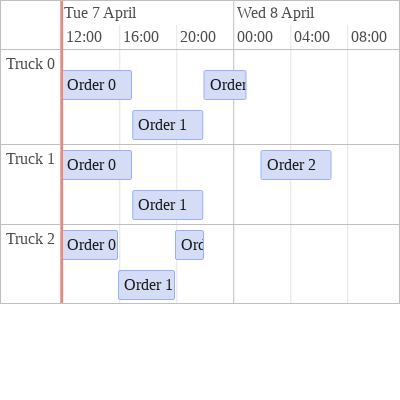 Tue 7 April Wed 8 April
12:00 16:00 20:00 00:00 04:00 08:00
Truck 0
Order 0 Order
Order 1
Truck 1
Order 0 Order 2
Order 1
Truck 2
Order 0 Ord
Order 1